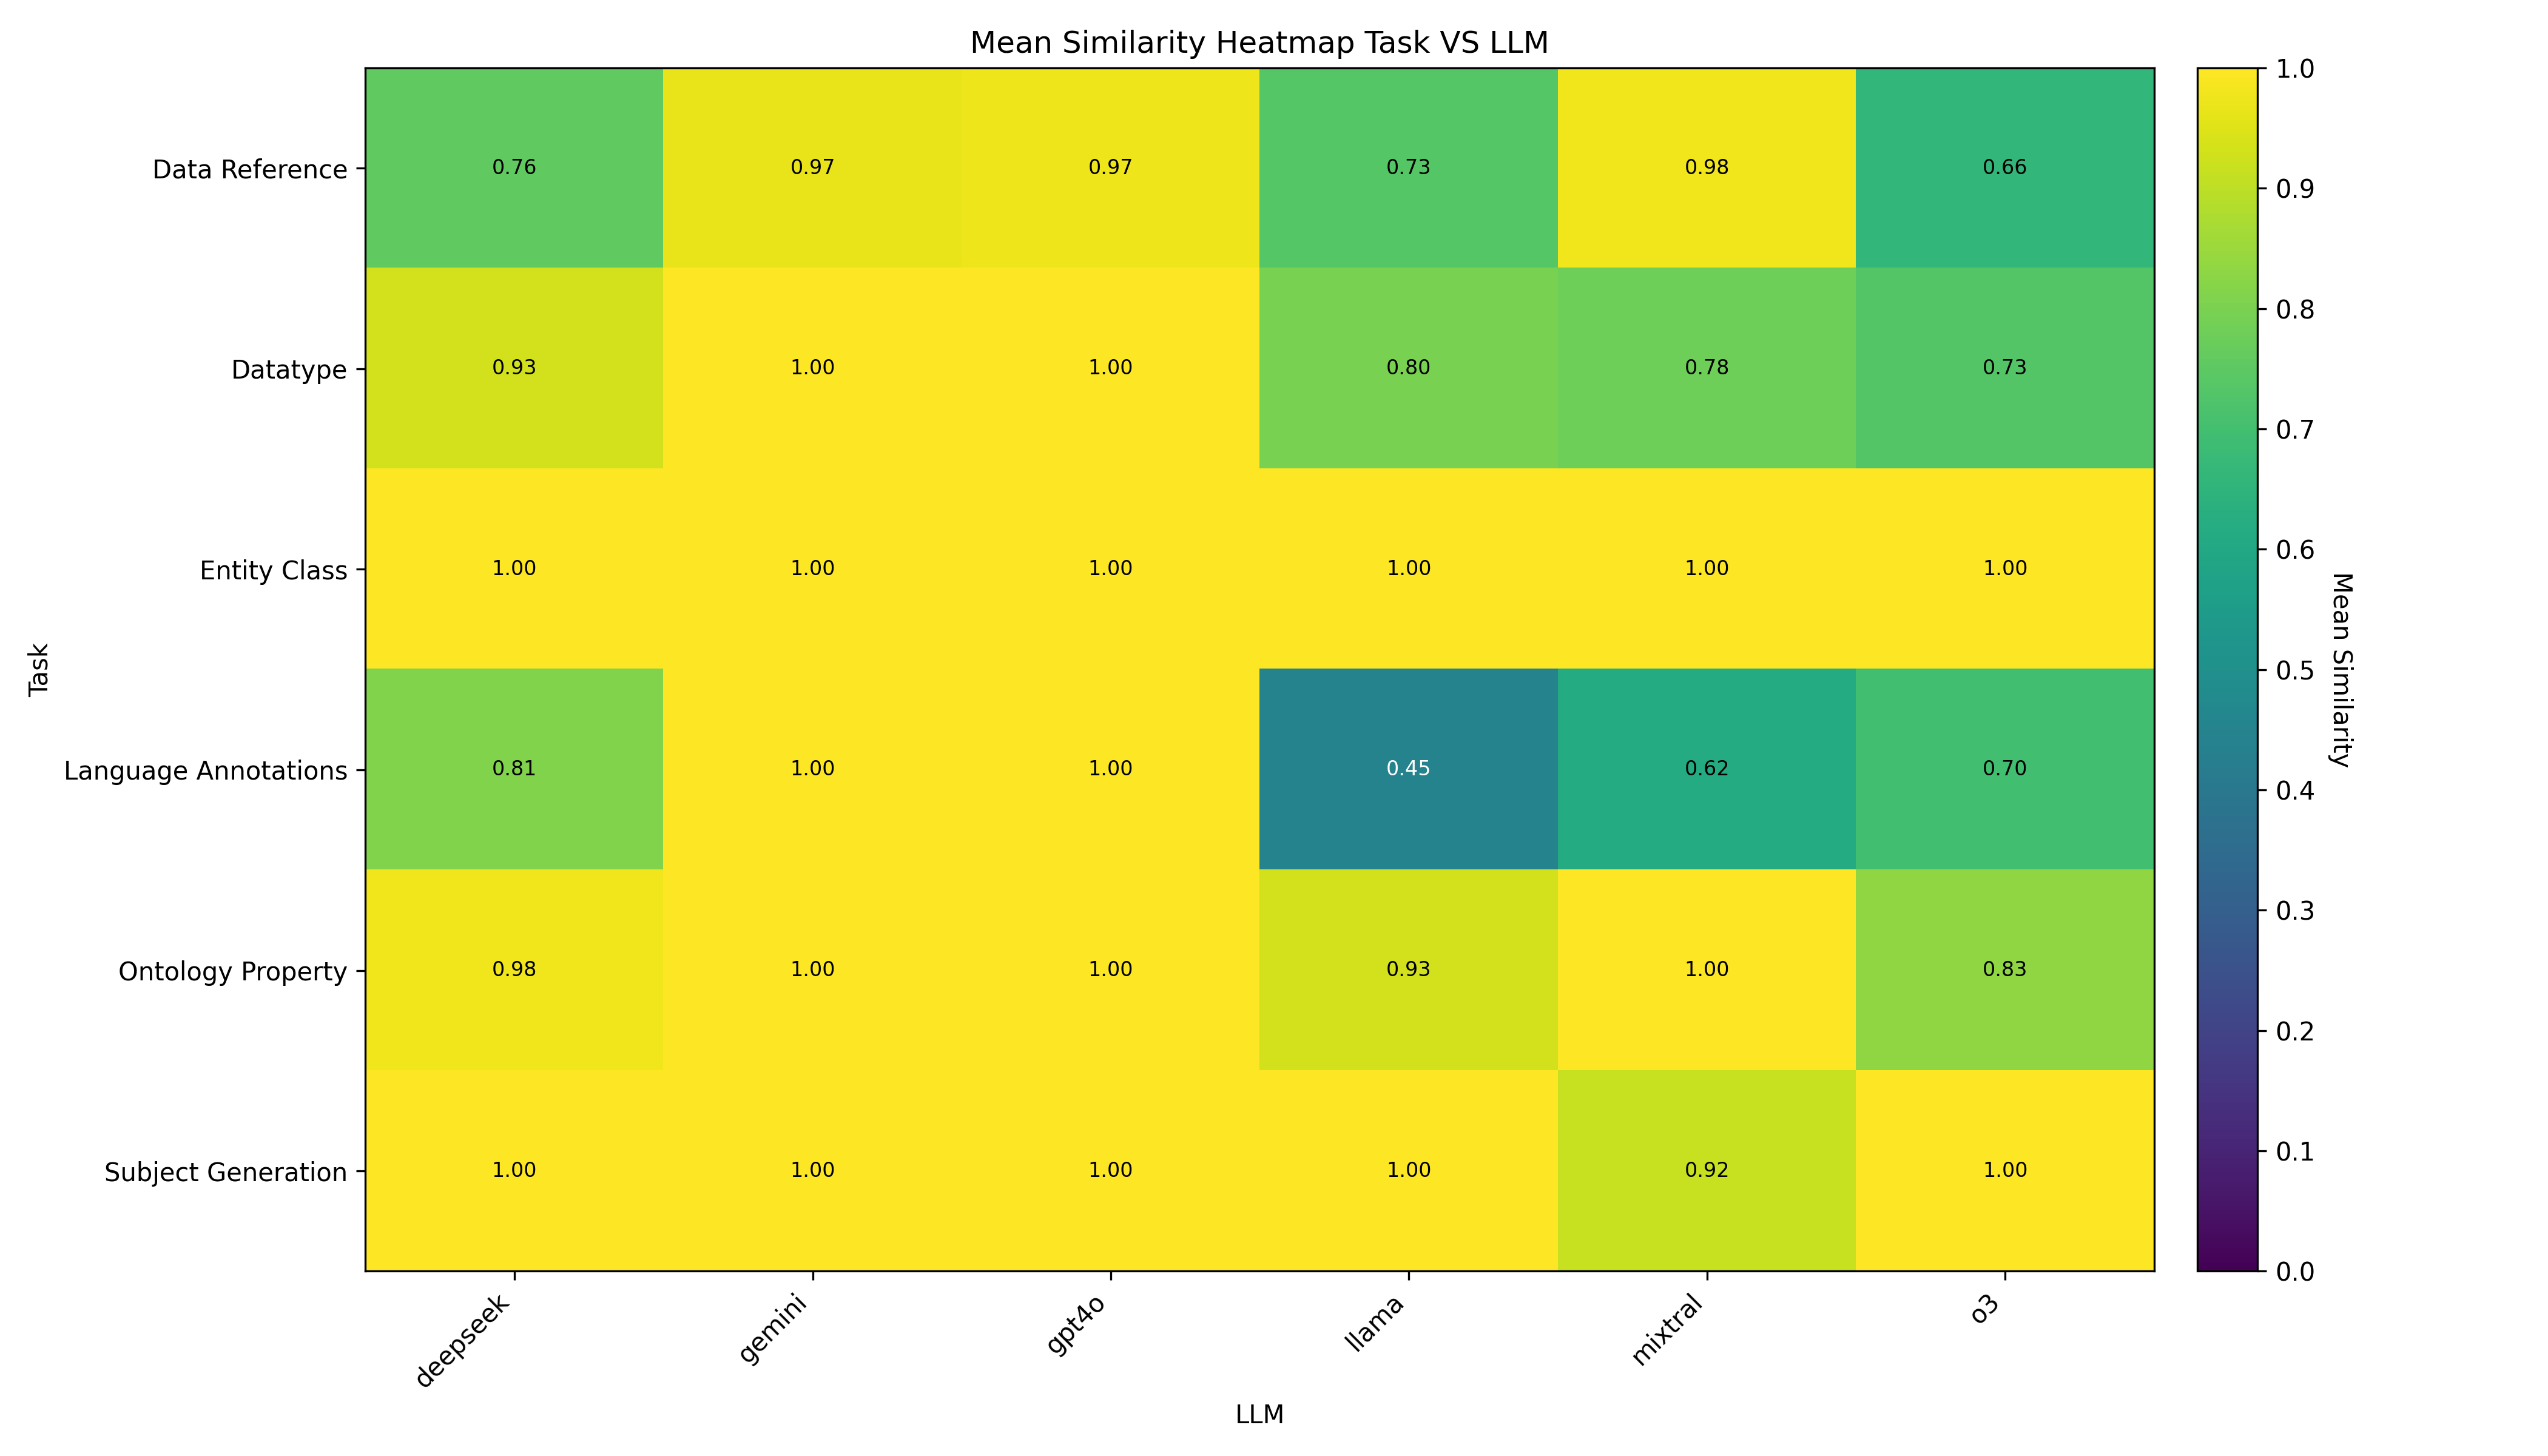 Mean Similarity Heatmap Task VS LLM
Data Reference 0.76 0.97 0.97 0.73 0.98 0.66
Datatype 0.93 1.00 1.00 0.80 0.78 0.73
Entity Class 1.00 1.00 1.00 1.00 1.00 1.00
Language Annotations 0.81 1.00 1.00 0.45 0.62 0.70
Ontology Property 0.98 1.00 1.00 0.93 1.00 0.83
Subject Generation 1.00 1.00 1.00 1.00 0.92 1.00
Task
deepseek gemini gpt4o llama mixtral o3
LLM
1.0
0.9
0.8
0.7
0.6
0.5
0.4
0.3
0.2
0.1
0.0
Mean Similarity